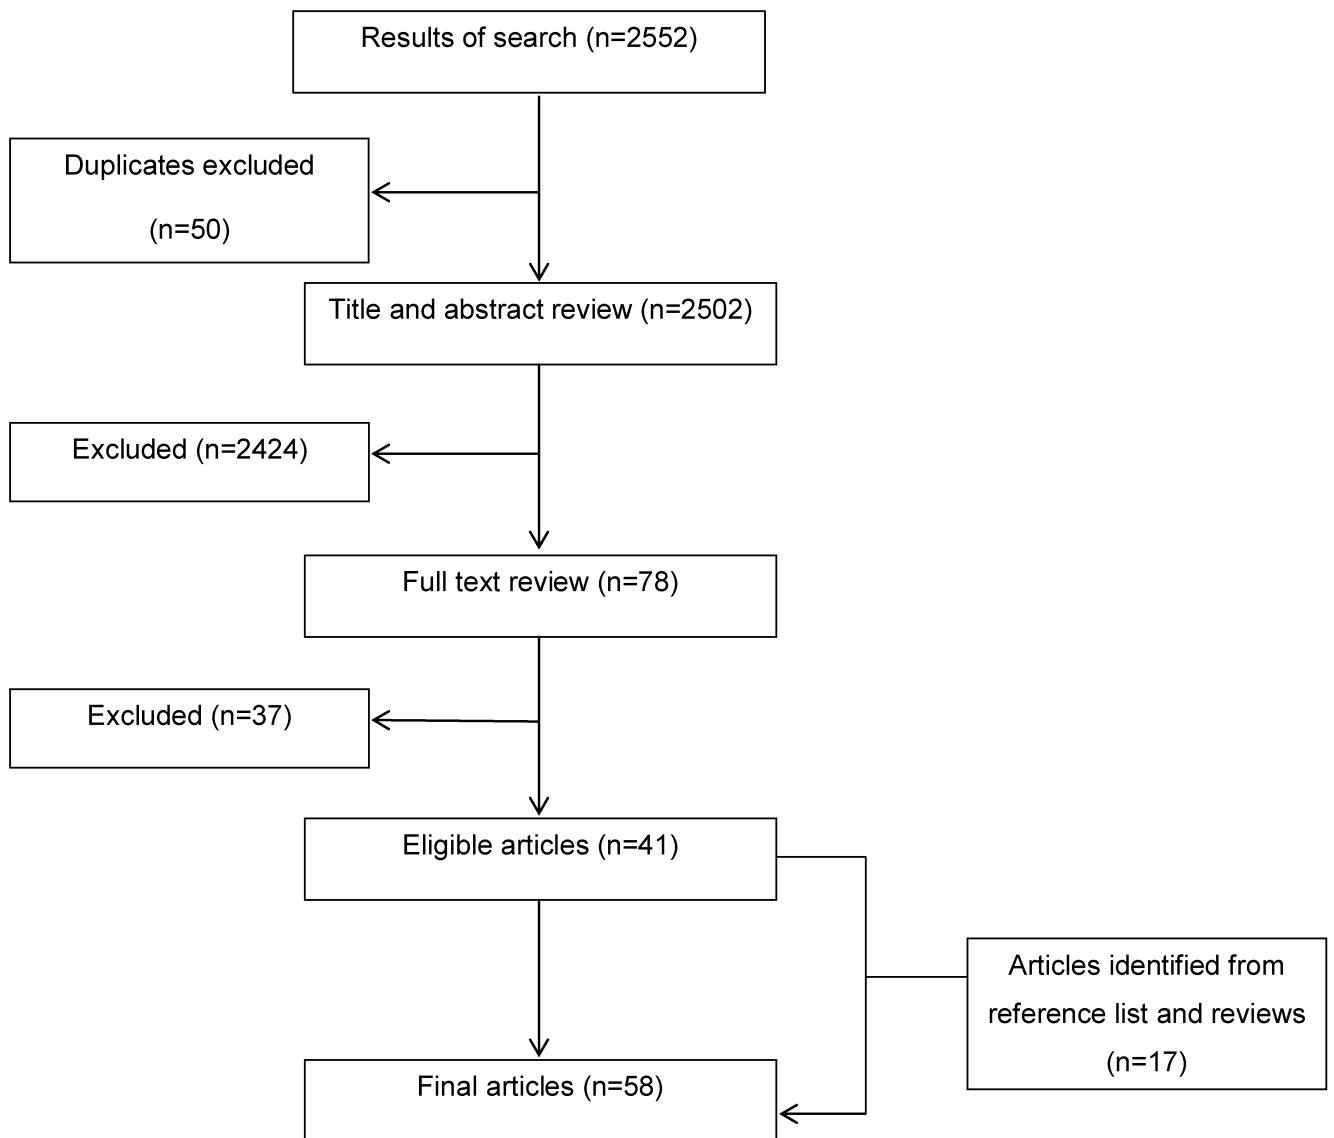 Results of search (n=2552)
Duplicates excluded
(n=50)
Title and abstract review (n=2502)
Excluded (n=2424)
Full text review (n=78)
Excluded (n=37)
Eligible articles (n=41)
Articles identified from
reference list and reviews
(n=17)
Final articles (n=58)